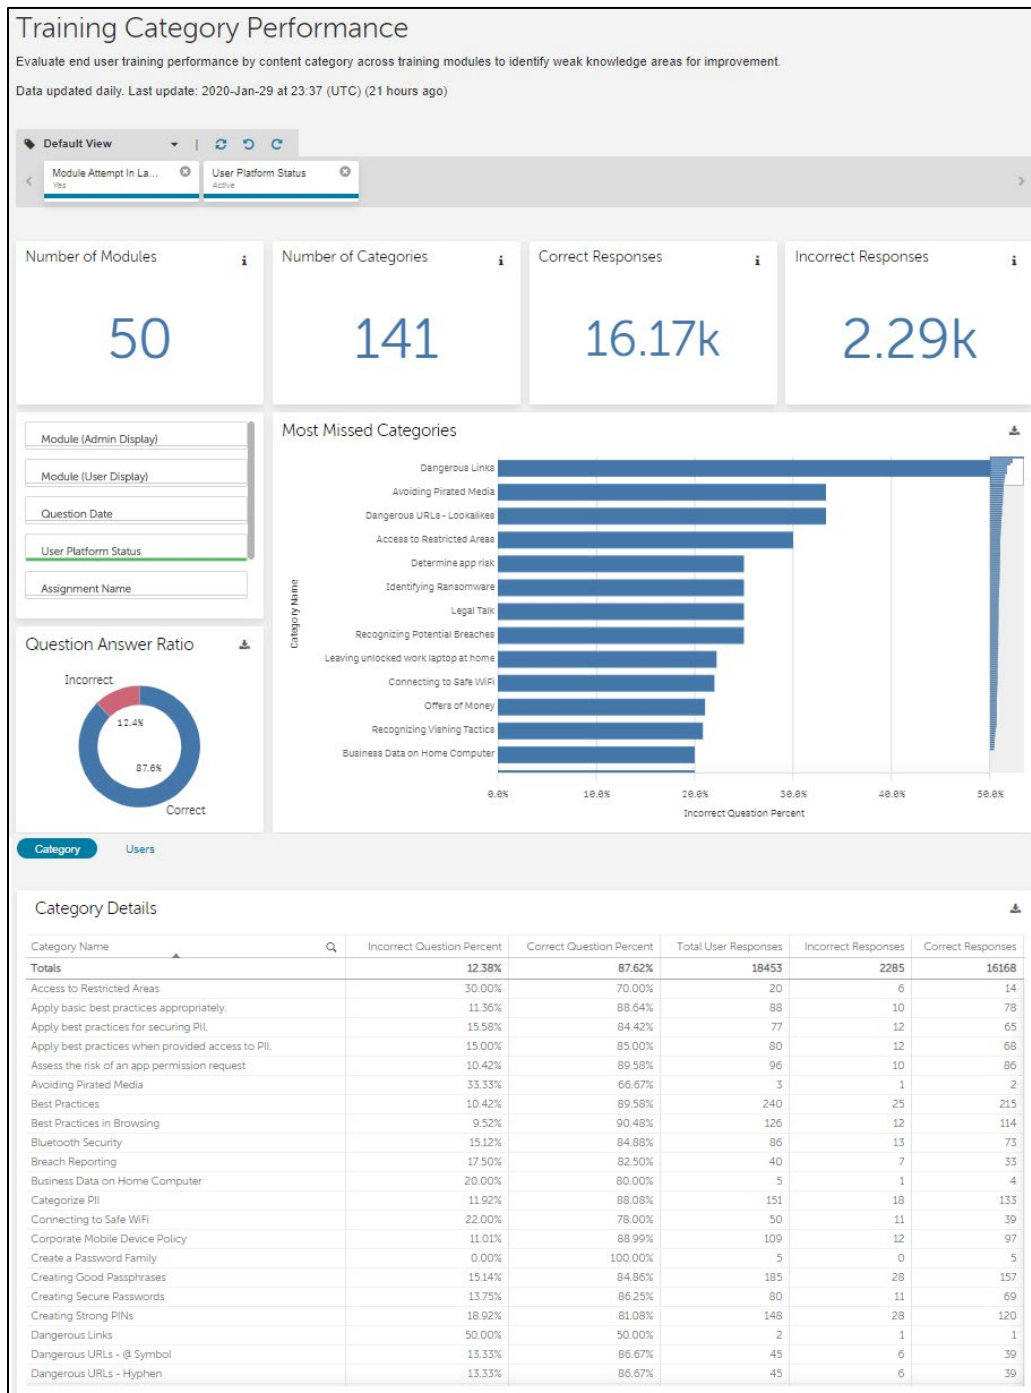 Training Category Performance
Evaluate end user training performance by content category across training modules to identify weak knowledge areas for improvement.
Data updated daily. Last update: 2020-Jan-29 at 23:37 (UTC) (21 hours ago)
Default View
Module Attempt In La...
Yes
User Platform Status
Active
Number of Modules
50
Number of Categories
141
Correct Responses
16.17k
Incorrect Responses
2.29k
Module (Admin Display)
Module (User Display)
Question Date
User Platform Status
Assignment Name
Question Answer Ratio
Incorrect
12.4%
87.6%
Correct
Most Missed Categories
Category Name
Dangerous Links
Avoiding Pirated Media
Dangerous URLs - Lookalikes
Access to Restricted Areas
Determine app risk
Identifying Ransomware
Legal Talk
Recognizing Potential Breaches
Leaving unlocked work laptop at home
Connecting to Safe WiFi
Offers of Money
Recognizing Vishing Tactics
Business Data on Home Computer
0.0% 10.0% 20.0% 30.0% 40.0% 50.0%
Incorrect Question Percent
Category Users
Category Details
Category Name Incorrect Question Percent Correct Question Percent Total User Responses Incorrect Responses Correct Responses
Totals 12.38% 87.62% 18453 2285 16168
Access to Restricted Areas 30.00% 70.00% 20 6 14
Apply basic best practices appropriately. 11.36% 88.64% 88 10 78
Apply best practices for securing PII. 15.58% 84.42% 77 12 65
Apply best practices when provided access to PII. 15.00% 85.00% 80 12 68
Assess the risk of an app permission request 10.42% 89.58% 96 10 86
Avoiding Pirated Media 33.33% 66.67% 3 1 2
Best Practices 10.42% 89.58% 240 25 215
Best Practices in Browsing 9.52% 90.48% 126 12 114
Bluetooth Security 15.12% 84.88% 86 13 73
Breach Reporting 17.50% 82.50% 40 7 33
Business Data on Home Computer 20.00% 80.00% 5 1 4
Categorize PII 11.92% 88.08% 151 18 133
Connecting to Safe WiFi 22.00% 78.00% 50 11 39
Corporate Mobile Device Policy 11.01% 88.99% 109 12 97
Create a Password Family 0.00% 100.00% 5 0 5
Creating Good Passphrases 15.14% 84.86% 185 28 157
Creating Secure Passwords 13.75% 86.25% 80 11 69
Creating Strong PINs 18.92% 81.08% 148 28 120
Dangerous Links 50.00% 50.00% 2 1 1
Dangerous URLs - @ Symbol 13.33% 86.67% 45 6 39
Dangerous URLs - Hyphen 13.33% 86.67% 45 6 39